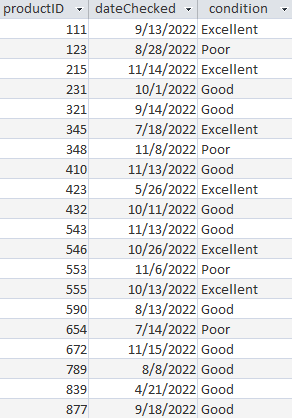 productID dateChecked condition
111 9/13/2022 Excellent
123 8/28/2022 Poor
215 11/14/2022 Excellent
231 10/1/2022 Good
321 9/14/2022 Good
345 7/18/2022 Excellent
348 11/8/2022 Poor
410 11/13/2022 Good
423 5/26/2022 Excellent
432 10/11/2022 Good
543 11/13/2022 Good
546 10/26/2022 Excellent
553 11/6/2022 Poor
555 10/13/2022 Excellent
590 8/13/2022 Good
654 7/14/2022 Poor
672 11/15/2022 Good
789 8/8/2022 Good
839 4/21/2022 Good
877 9/18/2022 Good